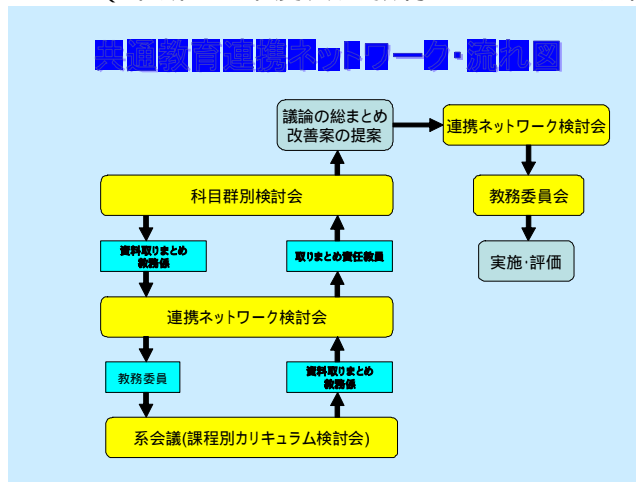 共通教育連携ネットワーク・流れ図
議論の総まとめ
改善案の提案
連携ネットワーク検討会
科目群別検討会
教務委員会
資料取りまとめ
教務係
取りまとめ責任教員
実施・評価
連携ネットワーク検討会
教務委員
資料取りまとめ
教務係
系会議(課程別カリキュラム検討会)